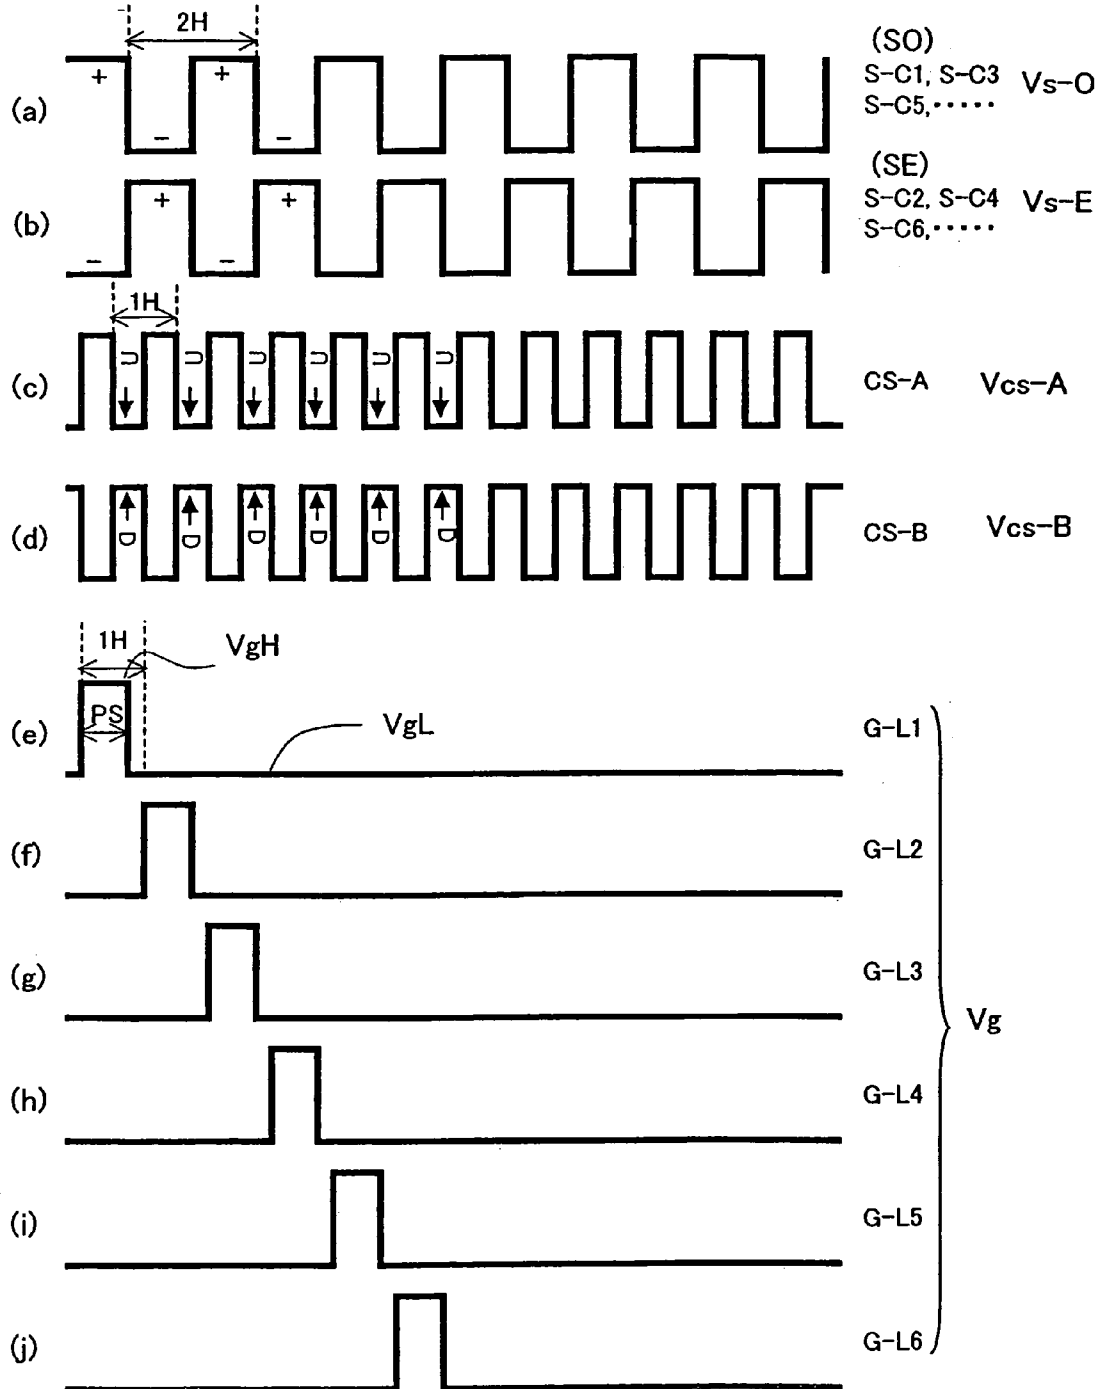 2H
(a)
+
−
+
−
(SO)
S-C1, S-C3
S-C5,·····
Vs-O
(b)
−
+
−
+
(SE)
S-C2, S-C4
S-C6,·····
Vs-E
1H
(c)
U U U U U U
CS-A
Vcs-A
(d)
D D D D D D
CS-B
Vcs-B
1H
VgH
PS
(e)
VgL
G-L1
(f)
G-L2
(g)
G-L3
Vg
(h)
G-L4
(i)
G-L5
(j)
G-L6